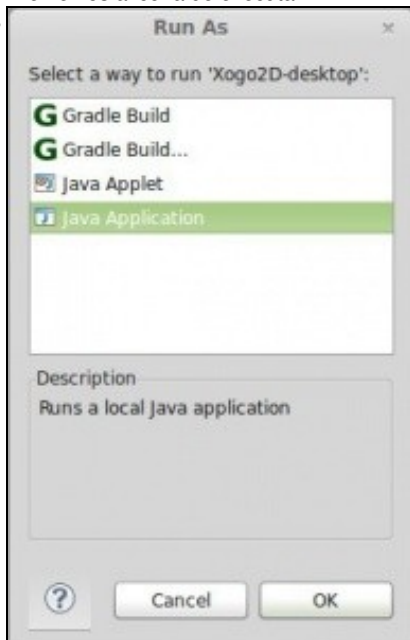 Run As
Select a way to run 'Xogo2D-desktop':
G Gradle Build
G Gradle Build...
Java Applet
Java Application
Description
Runs a local Java application
? Cancel OK